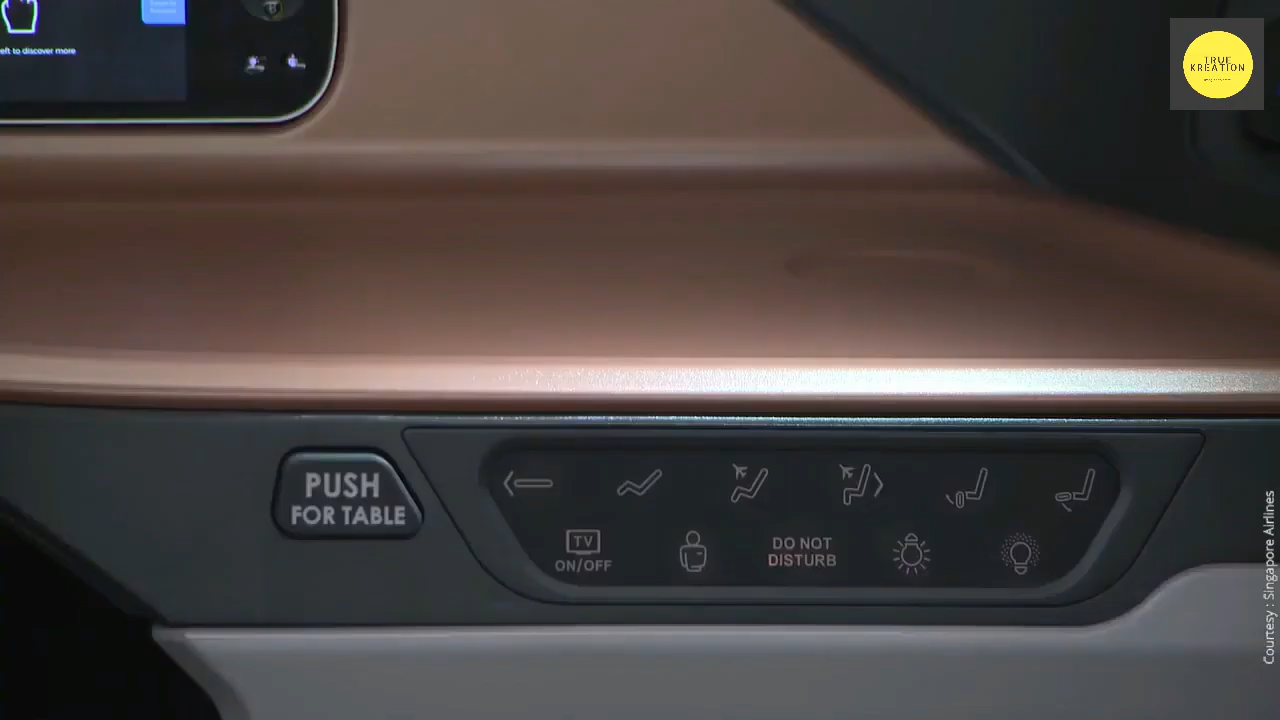 eft to discover more
TRUE
KREATION
PUSH
FOR TABLE
TV
ON/OFF
DO NOT
DISTURB
Courtesy : Singapore Airlines